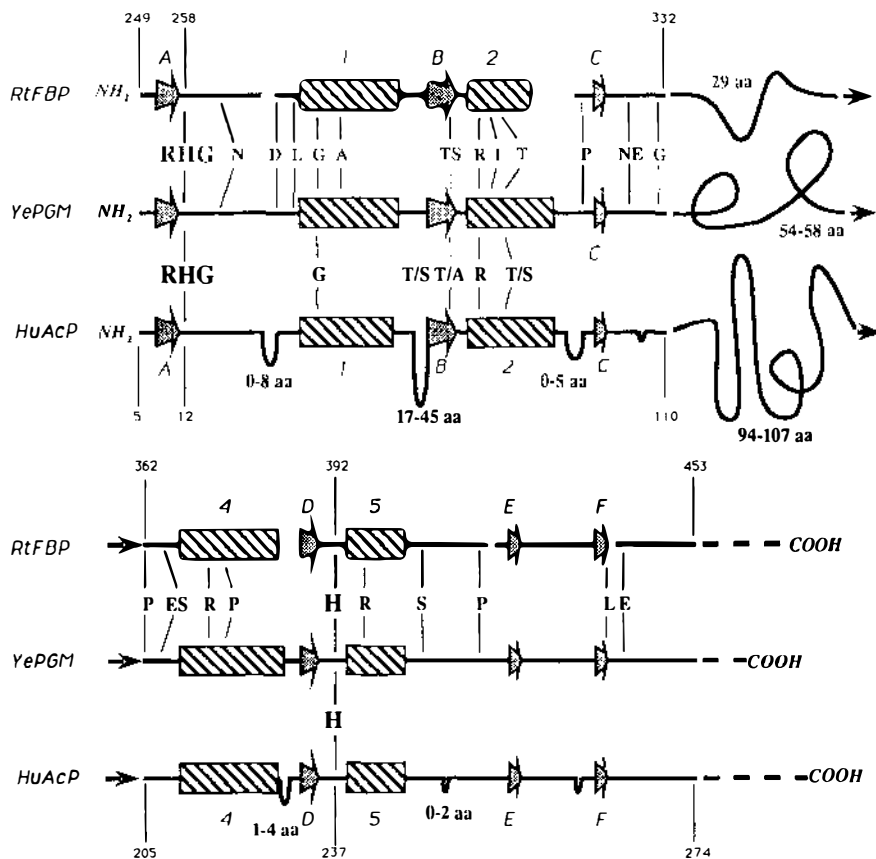 249 258 332
A 1 B 2 C
RtFBP NH2 29 aa
RHG N D L G A TS R I T P NE G
YePGM NH2 54-58 aa
C
RHG G T/S T/A R T/S
HuAcP NH2
A 0-8 aa 1 B 2 0-5 aa C
5 12 17-45 aa 110 94-107 aa
362 392 453
4 D 5 E F
RtFBP COOH
P ES R P H R S P L E
YePGM COOH
H
HuAcP COOH
4 1-4 aa D 5 0-2 aa E F
205 237 274